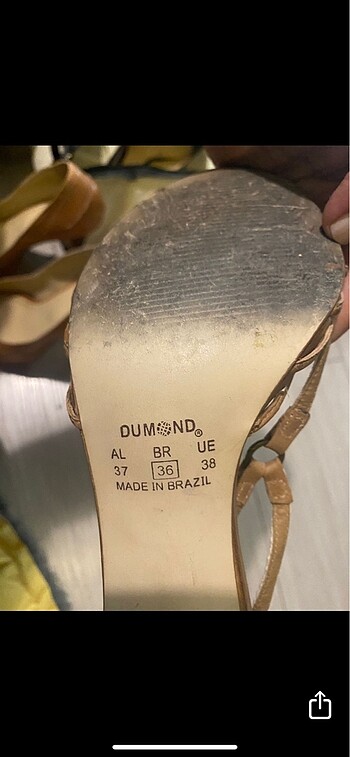 DUMOND®
AL BR UE
37 36 38
MADE IN BRAZIL